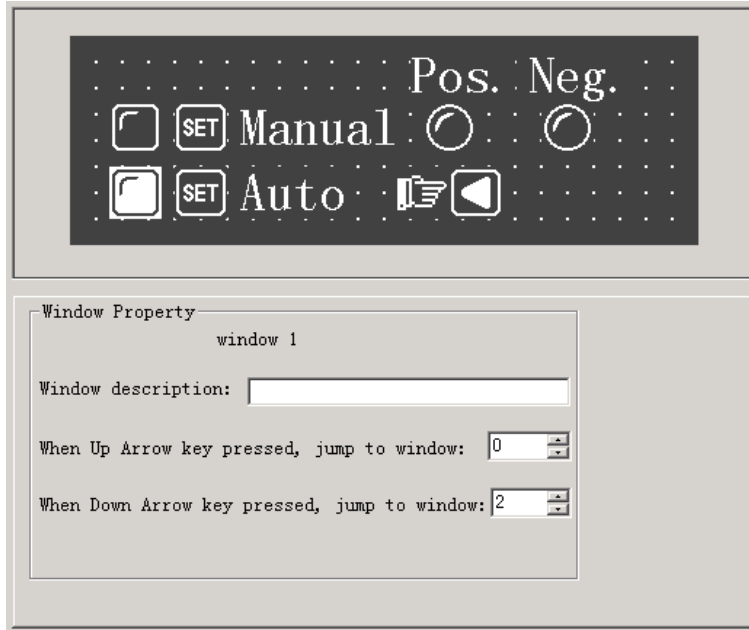 Pos. Neg.
SET Manual
SET Auto
Window Property
window 1
Window description:
When Up Arrow key pressed, jump to window: 0
When Down Arrow key pressed, jump to window: 2